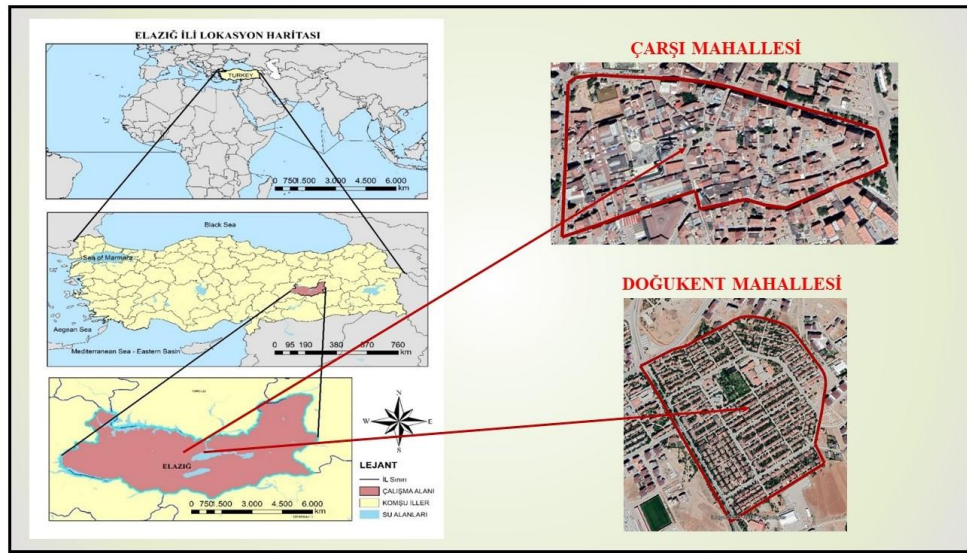 ELAZIĞ İLİ LOKASYON HARİTASI
TURKEY
0 750 1.500 3.000 4.500 6.000
km
Black Sea
Sea of Marmara
Aegean Sea
Mediterranean Sea - Eastern Basin
0 95 190 380 570 760
km
ELAZIĞ
0 750 1.500 3.000 4.500 6.000
km
N
W E
S
LEJANT
İL Sınırı
ÇALIŞMA ALANI
KOMŞU İLLER
SU ALANLARI
ÇARŞI MAHALLESİ
DOĞUKENT MAHALLESİ